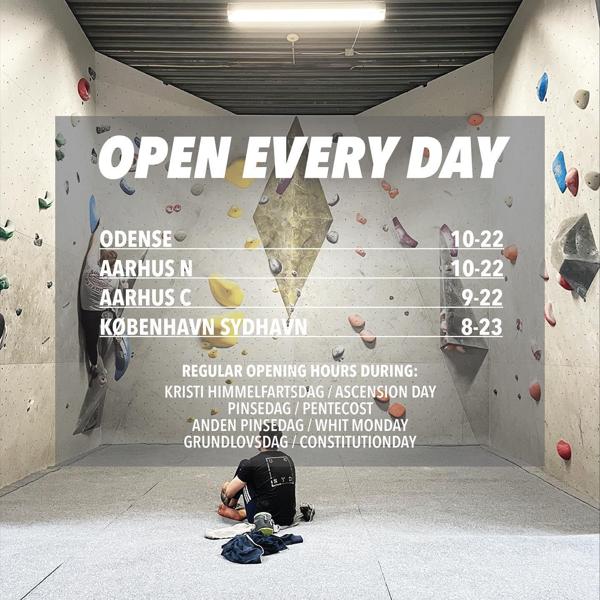 OPEN EVERY DAY
ODENSE 10-22
AARHUS N 10-22
AARHUS C 9-22
KØBENHAVN SYDHAVN 8-23
REGULAR OPENING HOURS DURING:
KRISTI HIMMELFARTSDAG / ASCENSION DAY
PINSEDAG / PENTECOST
ANDEN PINSEDAG / WHIT MONDAY
GRUNDLOVSDAG / CONSTITUTIONDAY
SYD